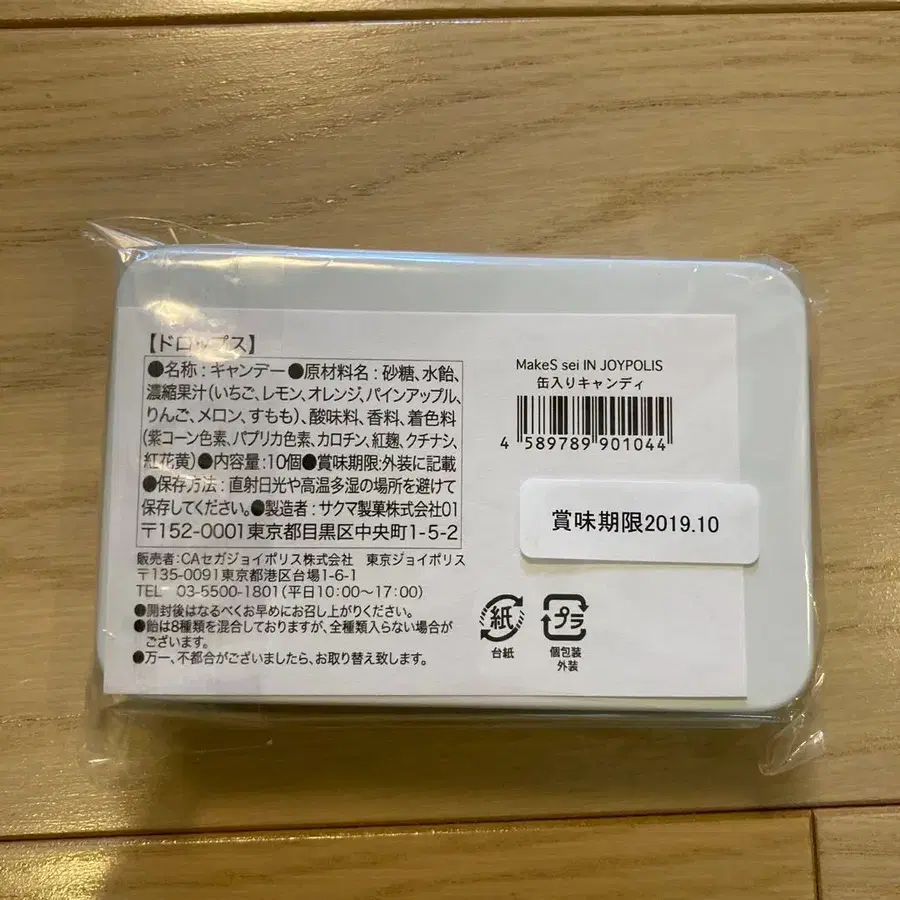 【ドロップス】
●名称：キャンデー●原材料名：砂糖、水飴、
濃縮果汁（いちご、レモン、オレンジ、パインアップル、
りんご、メロン、すもも）、酸味料、香料、着色料
（紫コーン色素、パプリカ色素、カロチン、紅麹、クチナシ、
紅花黄）●内容量：10個●賞味期限：外装に記載
●保存方法：直射日光や高温多湿の場所を避けて
保存してください。●製造者：サクマ製菓株式会社01
〒152-0001東京都目黒区中央町1-5-2
販売者：CAセガジョイポリス株式会社　東京ジョイポリス
〒135-0091東京都港区台場1-6-1
TEL　03-5500-1801（平日10：00～17：00）
●開封後はなるべくお早めにお召し上がりください。
●飴は8種類を混合しておりますが、全種類入らない場合が
ございます。
●万一、不都合がございましたら、お取り替え致します。
MakeS sei IN JOYPOLIS
缶入りキャンディ
4 589789 901044
賞味期限2019.10
紙
台紙
プラ
個包装
外装